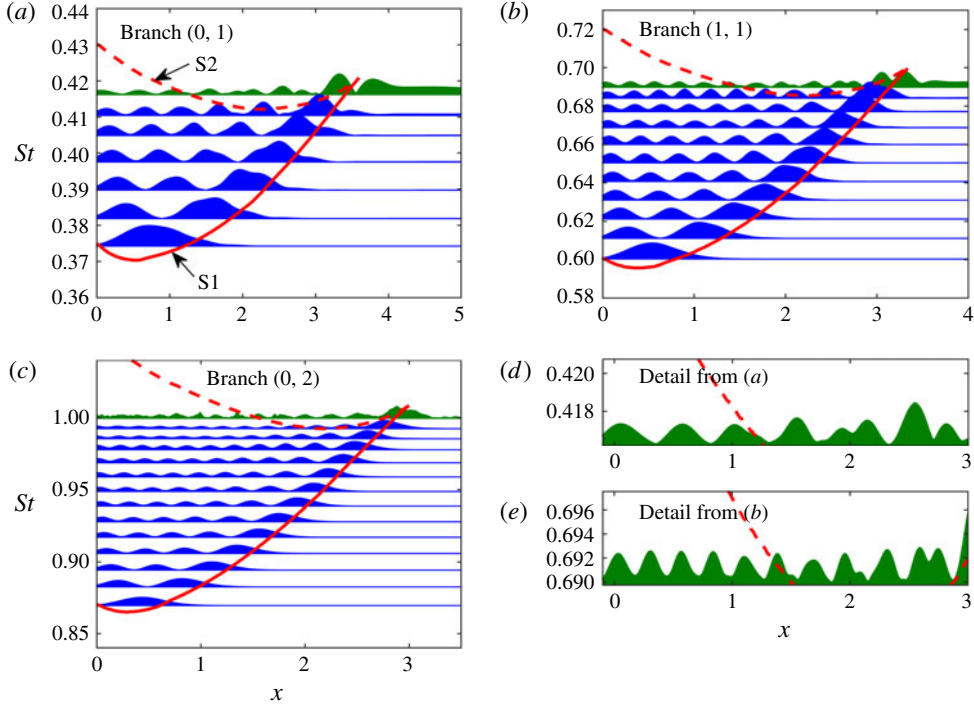 (a)
0.44
0.43
0.42
0.41
0.40
0.39
0.38
0.37
0.36
St
Branch (0, 1)
S2
S1
0 1 2 3 4 5
(b)
0.72
0.70
0.68
0.66
0.64
0.62
0.60
0.58
Branch (1, 1)
0 1 2 3 4
(c)
1.00
0.95
0.90
0.85
St
Branch (0, 2)
0 1 2 3
x
(d)
0.420
0.418
Detail from (a)
0 1 2 3
(e)
0.696
0.694
0.692
0.690
Detail from (b)
0 1 2 3
x